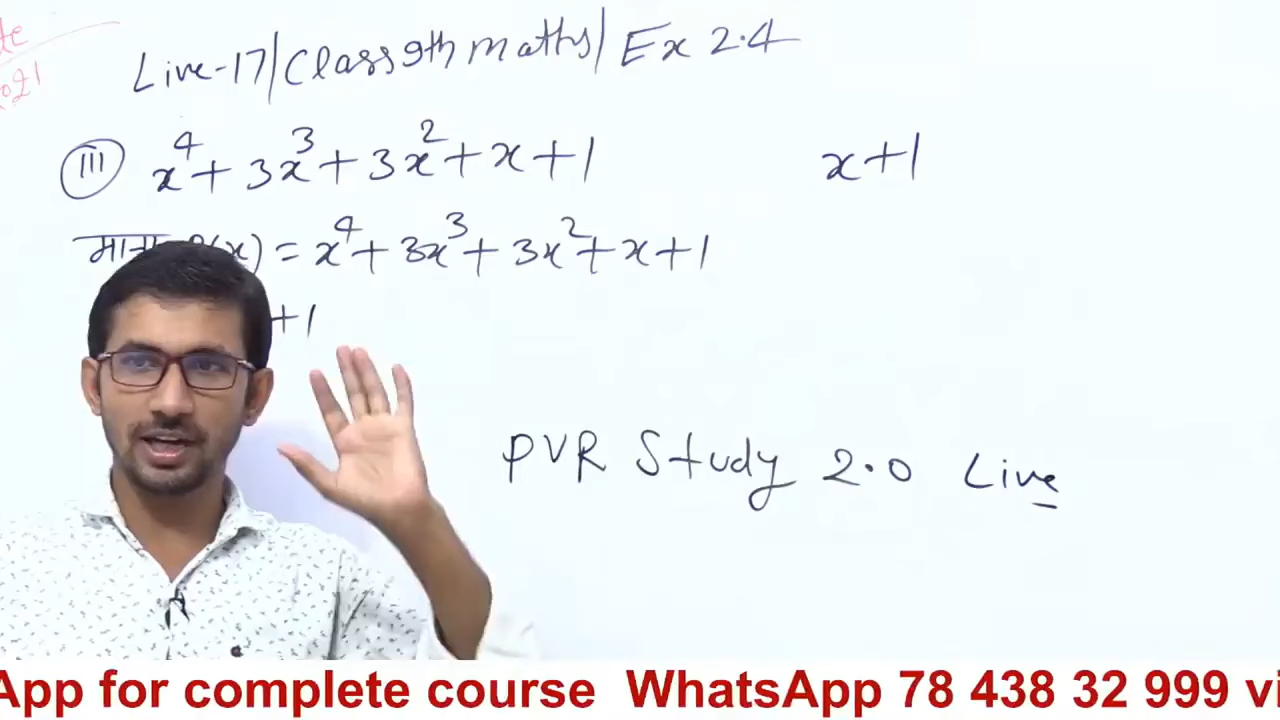 Live-17/Class 9th maths/Ex 2.4
III x⁴ + 3x³ + 3x² + x + 1 x+1
(x) = x⁴ + 3x³ + 3x² + x + 1
+1
PVR Study 2.0 Live
App for complete course WhatsApp 78 438 32 999 vi